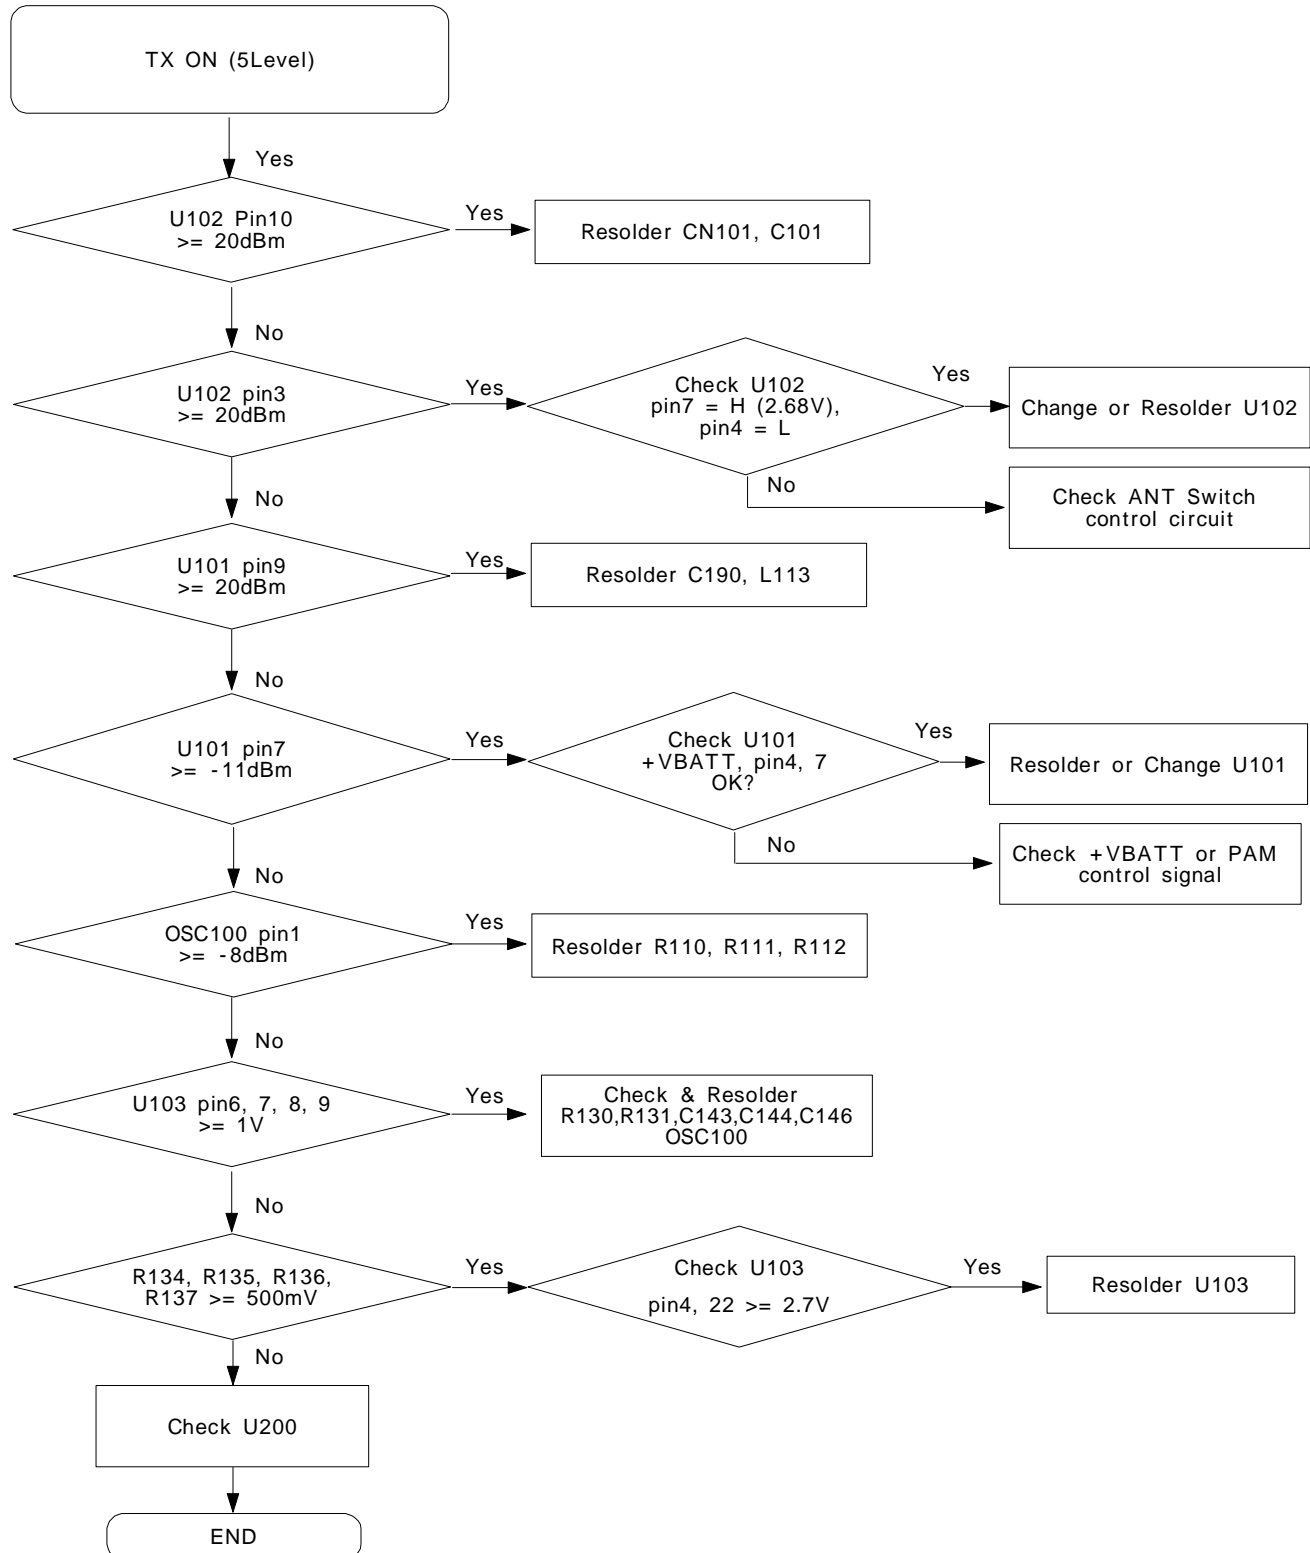 TX ON (5Level)
Yes
U102 Pin10
>= 20dBm
Yes
Resolder CN101, C101
No
U102 pin3
>= 20dBm
Yes
Check U102
pin7 = H (2.68V),
pin4 = L
Yes
Change or Resolder U102
No
Check ANT Switch
control circuit
No
U101 pin9
>= 20dBm
Yes
Resolder C190, L113
No
U101 pin7
>= -11dBm
Yes
Check U101
+VBATT, pin4, 7
OK?
Yes
Resolder or Change U101
No
Check +VBATT or PAM
control signal
No
OSC100 pin1
>= -8dBm
Yes
Resolder R110, R111, R112
No
U103 pin6, 7, 8, 9
>= 1V
Yes
Check & Resolder
R130,R131,C143,C144,C146
OSC100
No
R134, R135, R136,
R137 >= 500mV
Yes
Check U103
pin4, 22 >= 2.7V
Yes
Resolder U103
No
Check U200
END